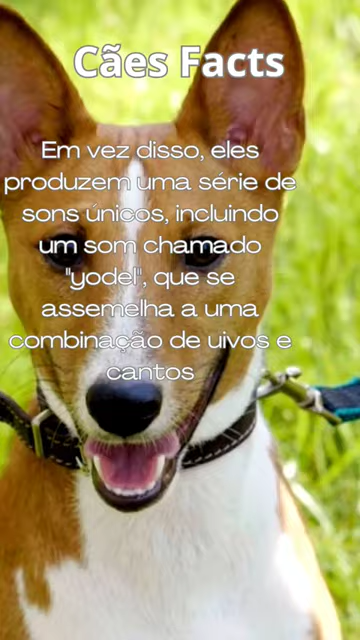 Cães Facts
Em vez disso, eles
produzem uma série de
sons únicos, incluindo
um som chamado
"yodel", que se
assemelha a uma
combinação de uivos e
cantos